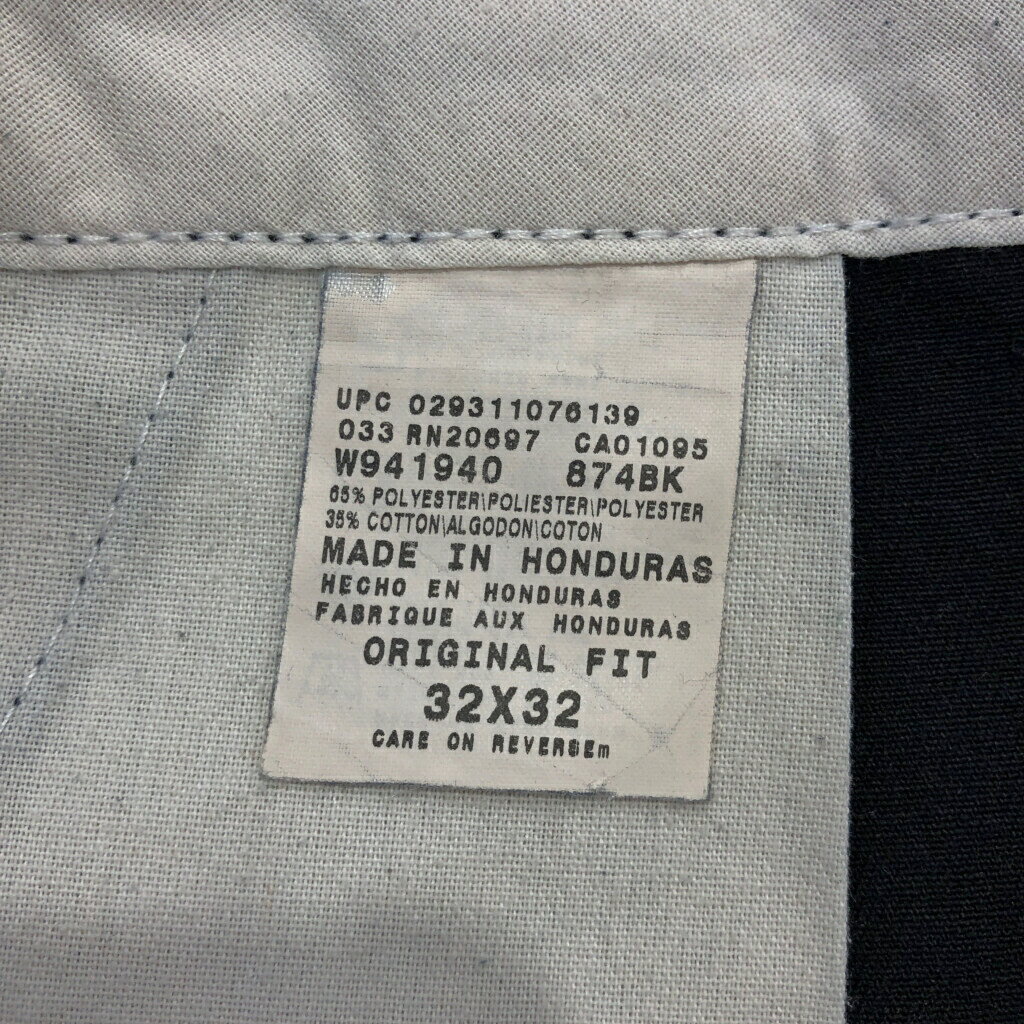 UPC 029311076139
033 RN20697 CA01095
W941940 874BK
65% POLYESTER\POLIESTER\POLYESTER
35% COTTON\ALGODON\COTON
MADE IN HONDURAS
HECHO EN HONDURAS
FABRIQUE AUX HONDURAS
ORIGINAL FIT
32X32
CARE ON REVERSEm